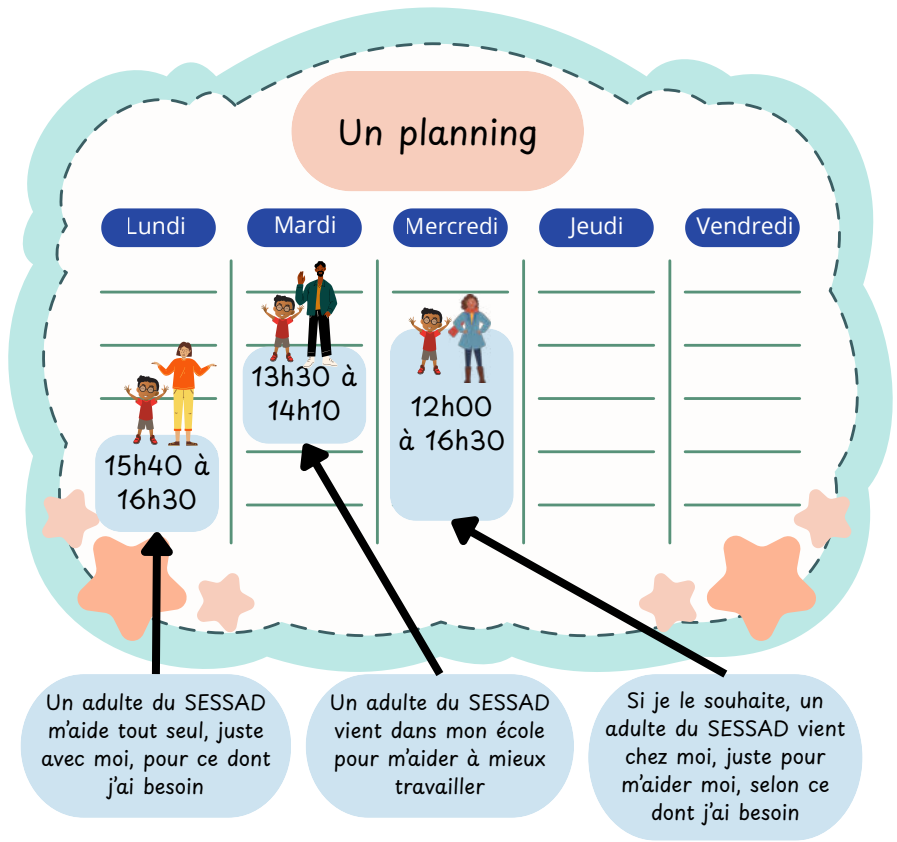 Un planning
Lundi
Mardi
Mercredi
Jeudi
Vendredi
15h40 à
16h30
13h30 à
14h10
12h00
à 16h30
Un adulte du SESSAD
m'aide tout seul, juste
avec moi, pour ce dont
j'ai besoin
Un adulte du SESSAD
vient dans mon école
pour m'aider à mieux
travailler
Si je le souhaite, un
adulte du SESSAD vient
chez moi, juste pour
m'aider moi, selon ce
dont j'ai besoin